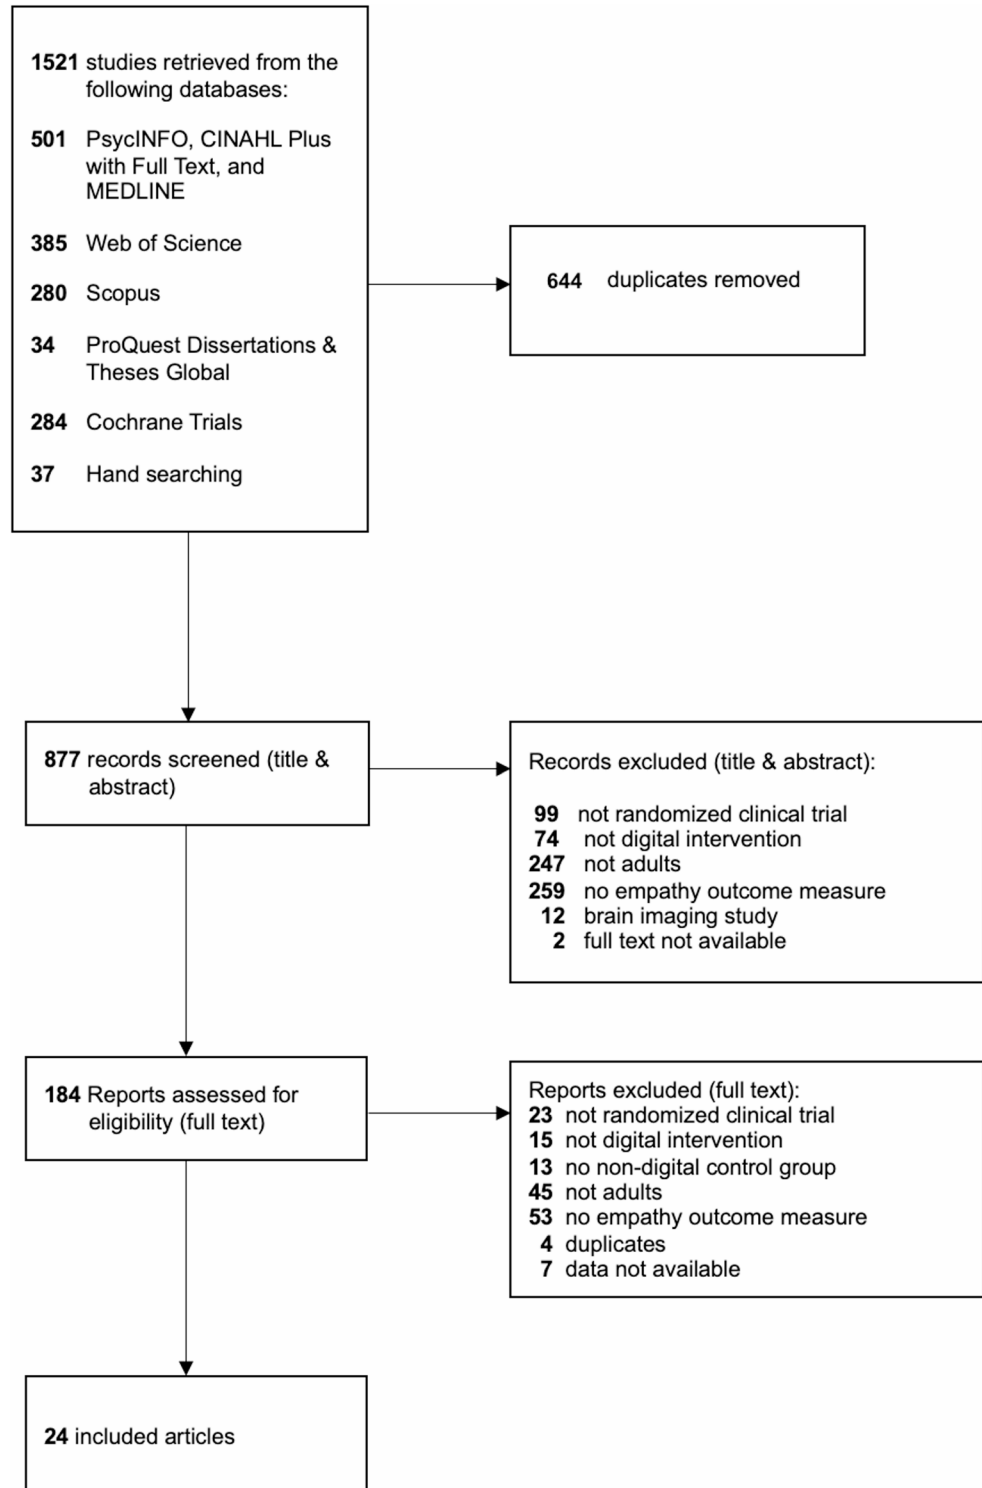 1521 studies retrieved from the
following databases:
501 PsycINFO, CINAHL Plus
with Full Text, and
MEDLINE
385 Web of Science
280 Scopus
34 ProQuest Dissertations &
Theses Global
284 Cochrane Trials
37 Hand searching
644 duplicates removed
877 records screened (title &
abstract)
Records excluded (title & abstract):
99 not randomized clinical trial
74 not digital intervention
247 not adults
259 no empathy outcome measure
12 brain imaging study
2 full text not available
184 Reports assessed for
eligibility (full text)
Reports excluded (full text):
23 not randomized clinical trial
15 not digital intervention
13 no non-digital control group
45 not adults
53 no empathy outcome measure
4 duplicates
7 data not available
24 included articles